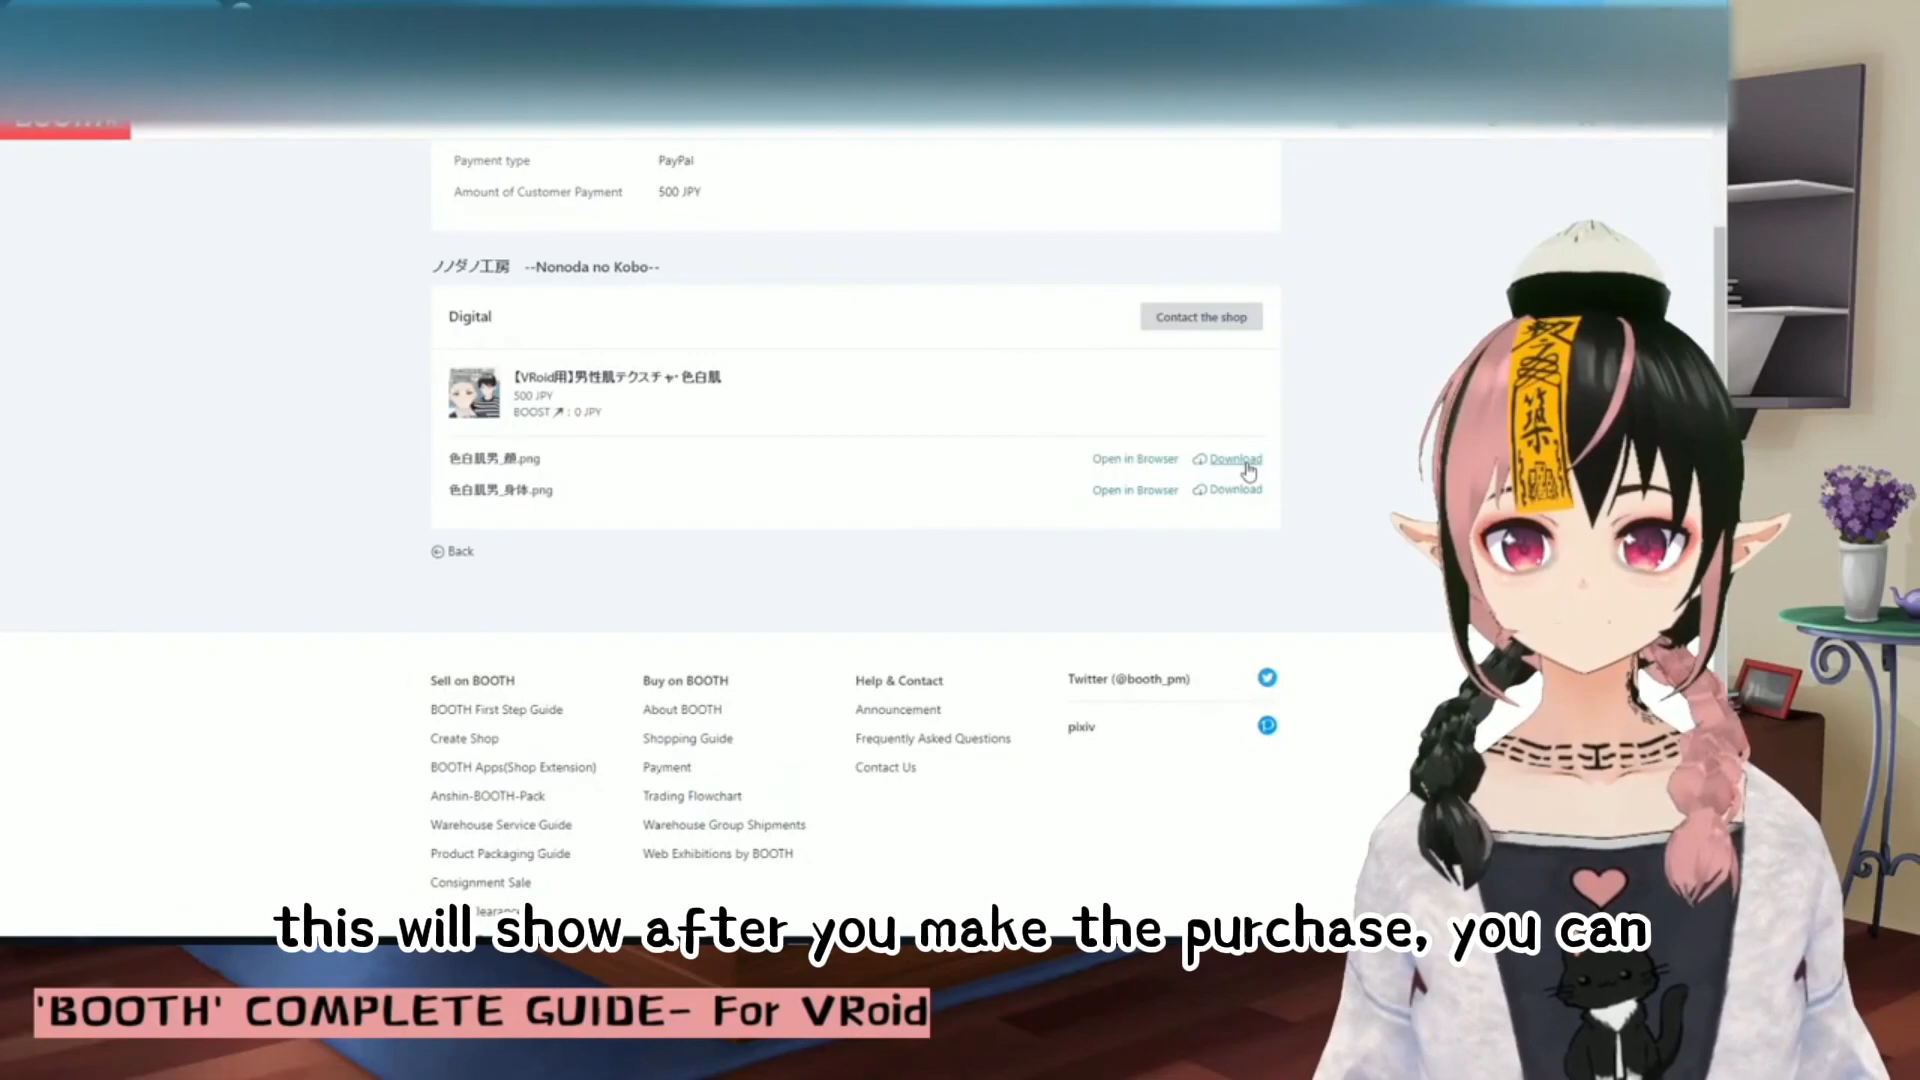 Payment type PayPal
Amount of Customer Payment 500 JPY
ノノダノ工房 --Nonoda no Kobo--
Digital Contact the shop
【VRoid用】男性肌テクスチャ・色白肌
500 JPY
BOOST↗ : 0 JPY
色白肌男_顔.png Open in Browser Download
色白肌男_身体.png Open in Browser Download
Back
Sell on BOOTH
BOOTH First Step Guide
Create Shop
BOOTH Apps(Shop Extension)
Anshin-BOOTH-Pack
Warehouse Service Guide
Product Packaging Guide
Consignment Sale
Buy on BOOTH
About BOOTH
Shopping Guide
Payment
Trading Flowchart
Warehouse Group Shipments
Web Exhibitions by BOOTH
Help & Contact
Announcement
Frequently Asked Questions
Contact Us
Twitter (@booth_pm)
pixiv
this will show after you make the purchase, you can
'BOOTH' COMPLETE GUIDE- For VRoid